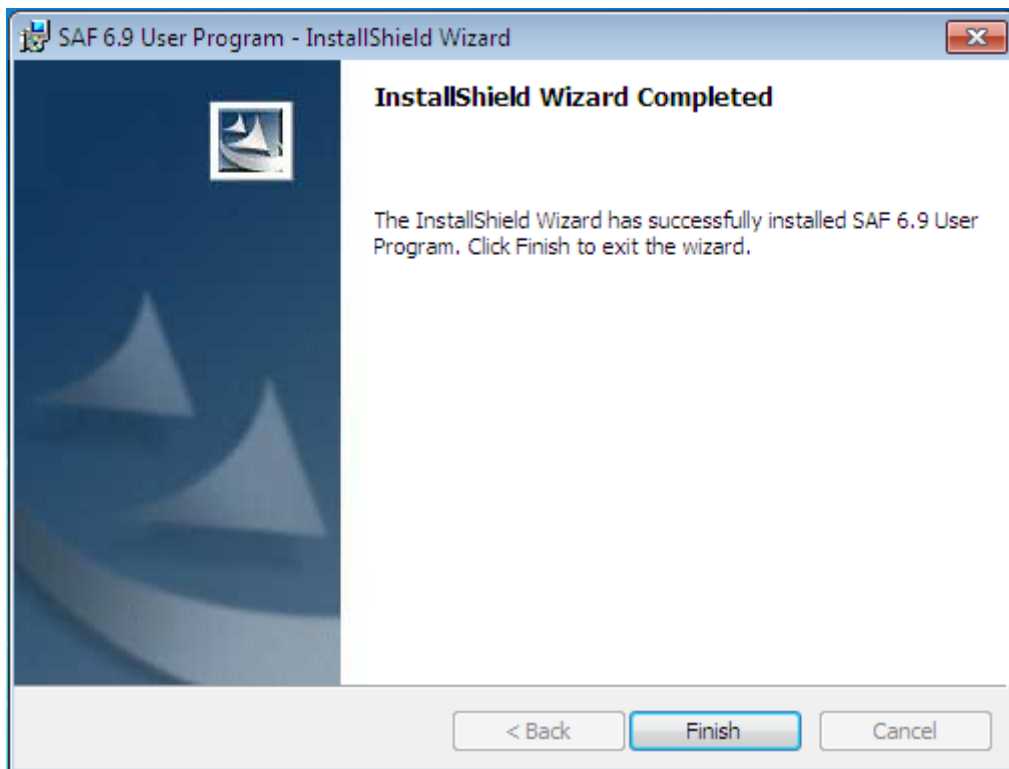 SAF 6.9 User Program - InstallShield Wizard
InstallShield Wizard Completed
The InstallShield Wizard has successfully installed SAF 6.9 User
Program. Click Finish to exit the wizard.
< Back
Finish
Cancel